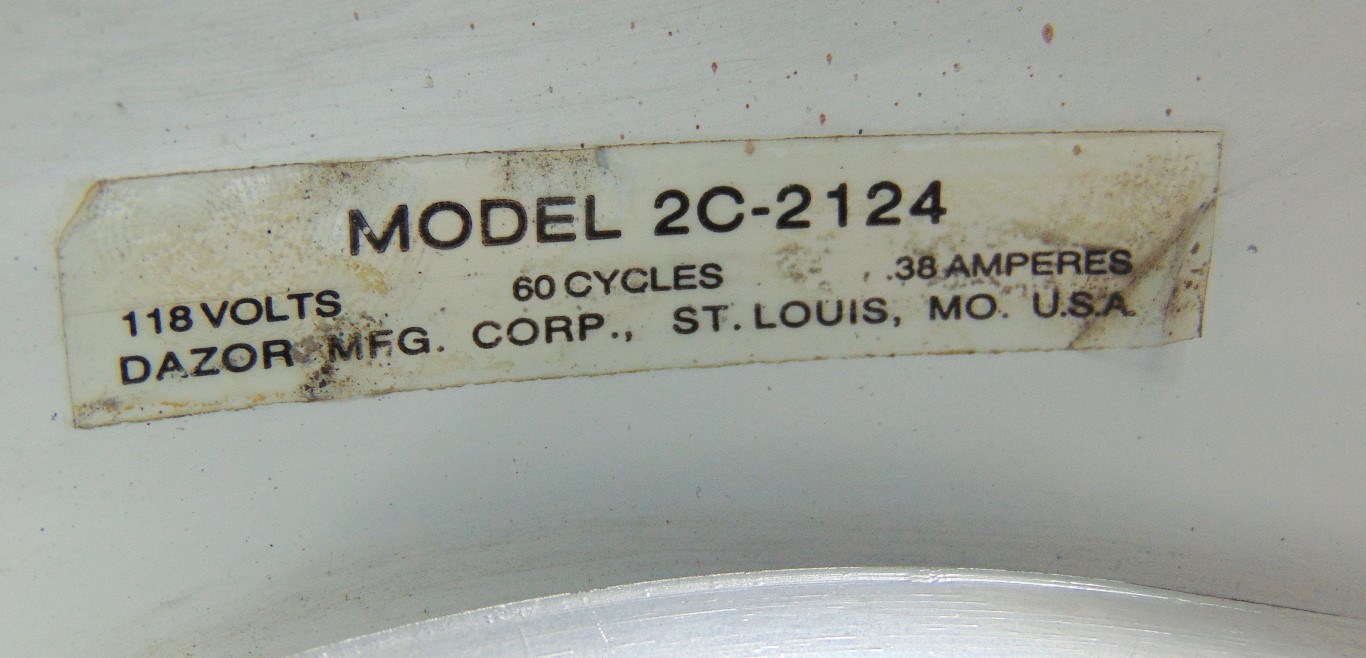 MODEL 2C-2124
118 VOLTS 60 CYCLES .38 AMPERES
DAZOR MFG. CORP., ST. LOUIS, MO. U.S.A.